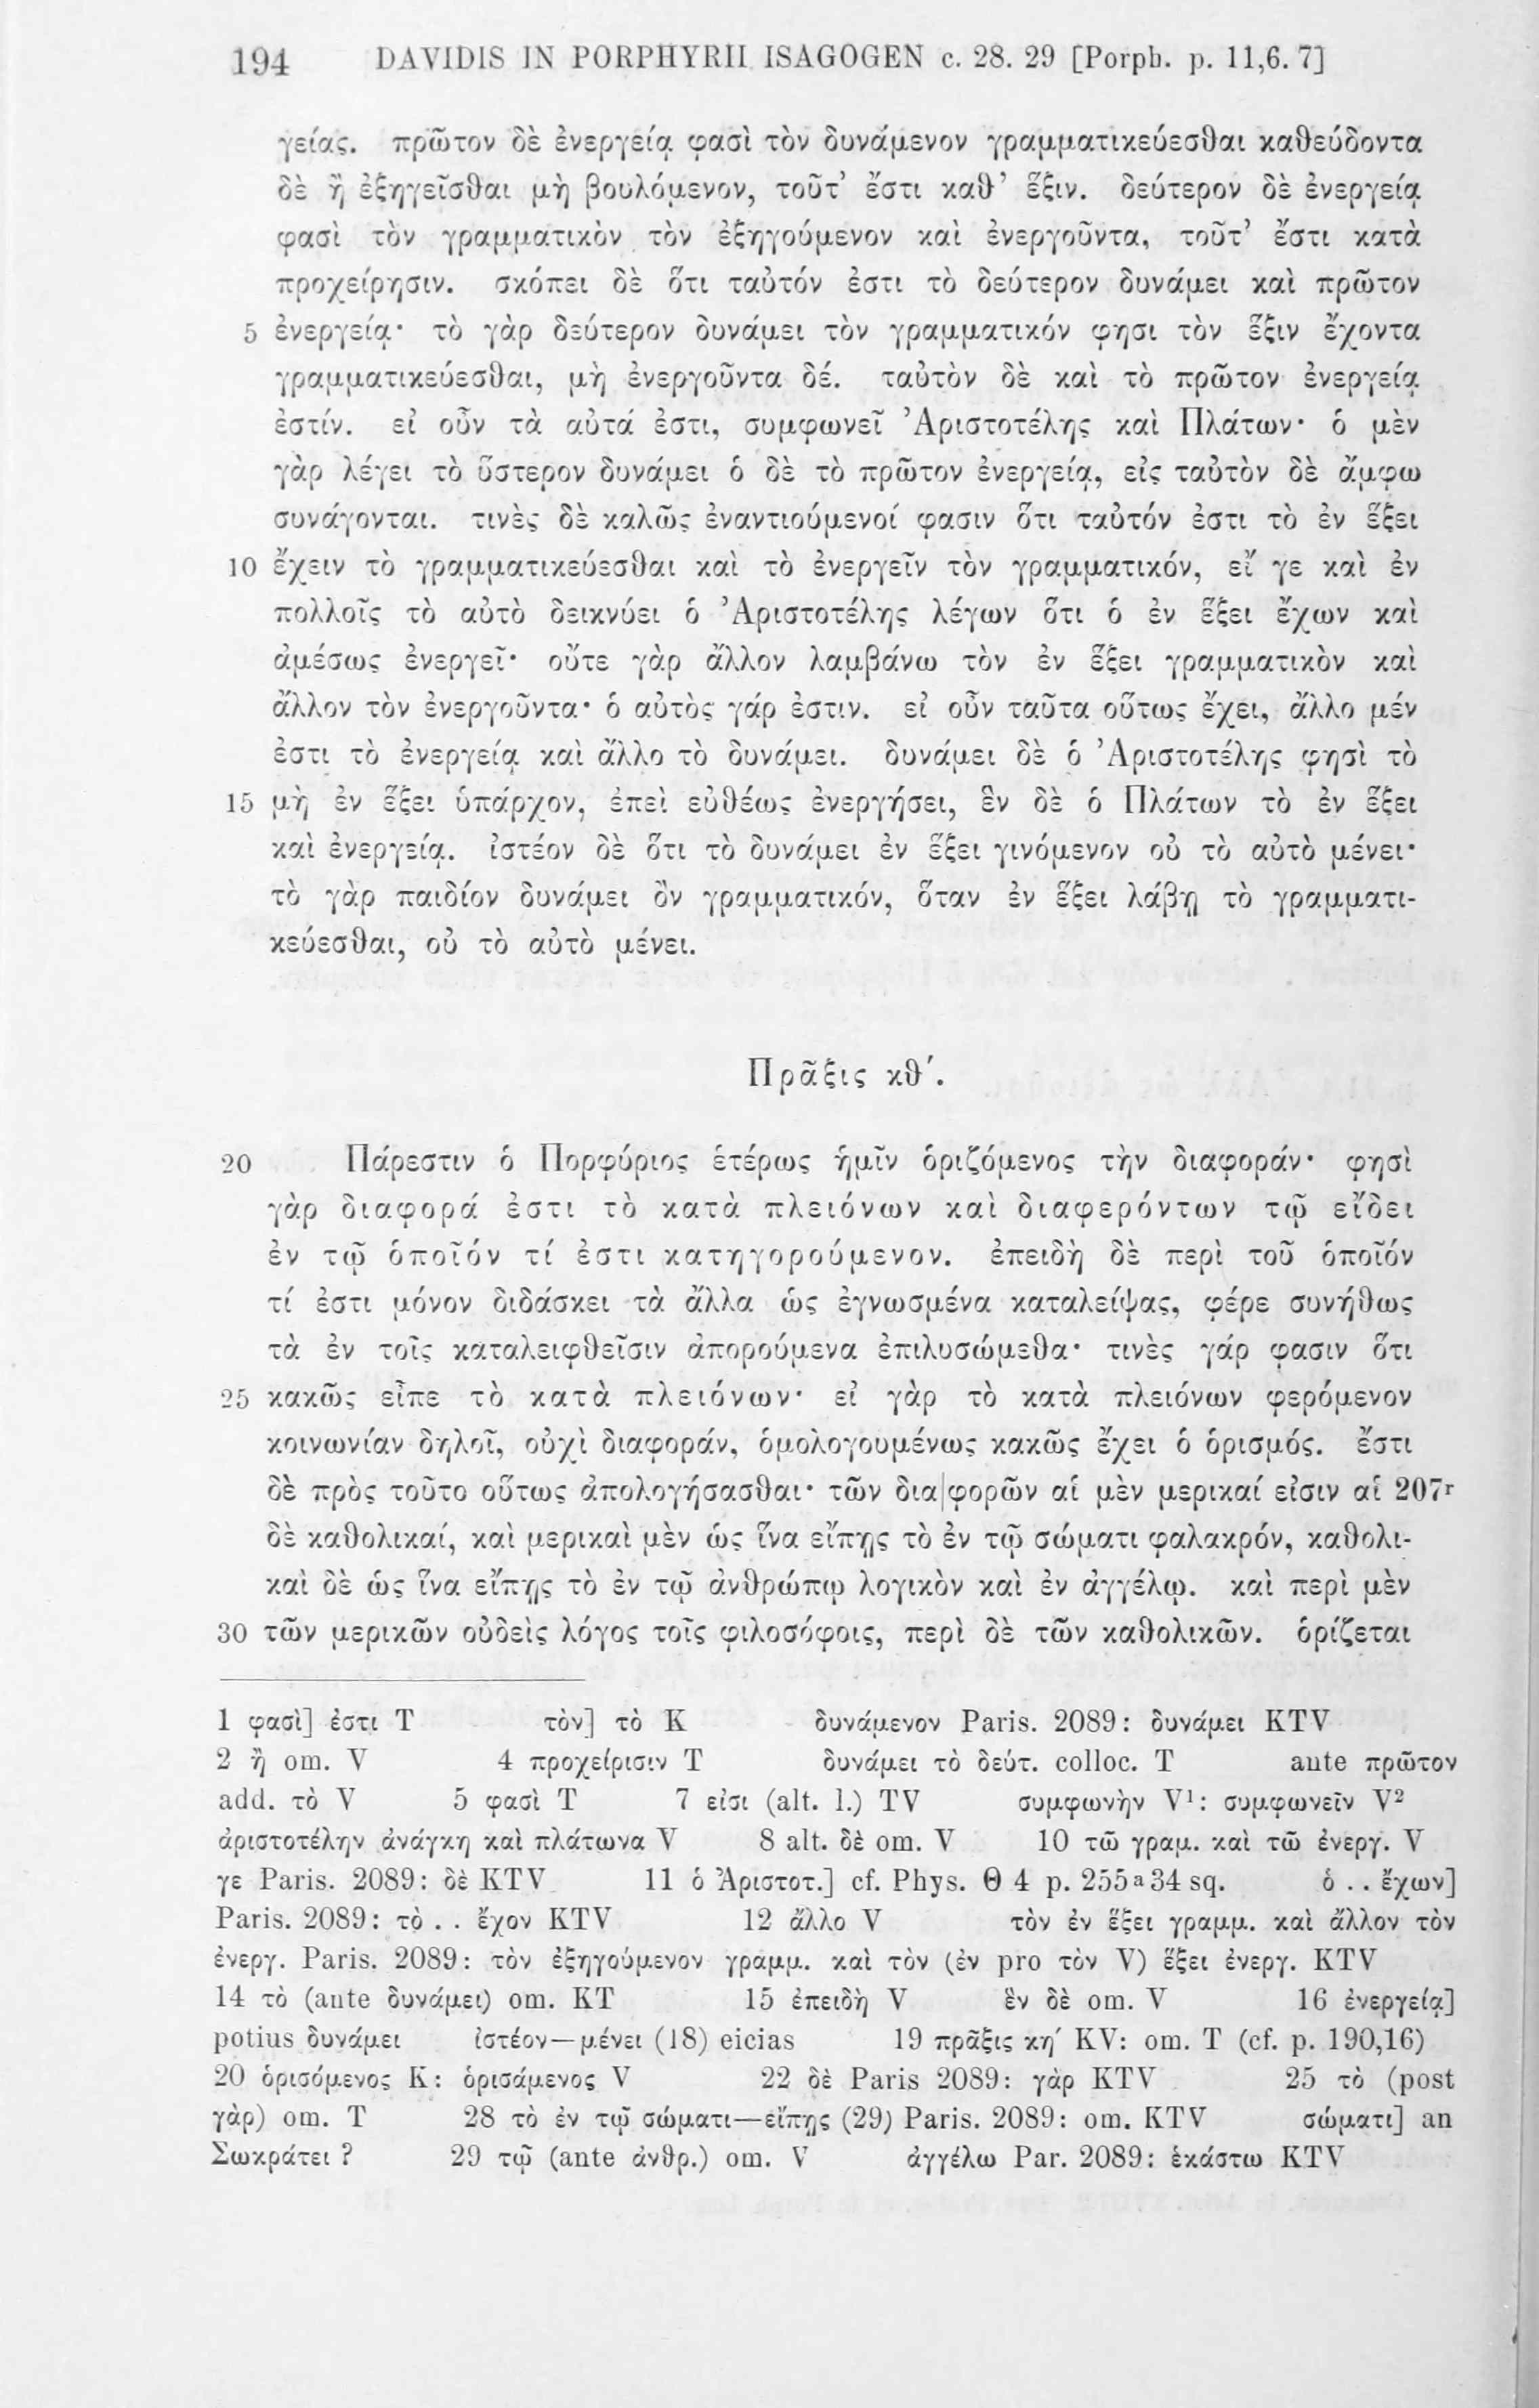 194 DAVIDIS IN PORPHYRII ISAGOGEN c. 28. 29 [Porph. p. 11,6. 7]
γείας. πρῶτον δὲ ἐνεργείᾳ φασὶ τὸν δυνάμενον γραμματικεύεσθαι καθεύδοντα
δὲ ἢ ἐξηγεῖσθαι μὴ βουλόμενον, τοῦτ’ ἔστι καθ’ ἕξιν. δεύτερον δὲ ἐνεργείᾳ
φασὶ τὸν γραμματικὸν τὸν ἐξηγούμενον καὶ ἐνεργοῦντα, τοῦτ’ ἔστι κατὰ
προχείρησιν. σκόπει δὲ ὅτι ταὐτόν ἐστι τὸ δεύτερον δυνάμει καὶ πρῶτον
5 ἐνεργείᾳ· τὸ γὰρ δεύτερον δυνάμει τὸν γραμματικόν φησι τὸν ἕξιν ἔχοντα
γραμματικεύεσθαι, μὴ ἐνεργοῦντα δέ. ταὐτὸν δὲ καὶ τὸ πρῶτον ἐνεργείᾳ
ἐστίν. εἰ οὖν τὰ αὐτά ἐστι, συμφωνεῖ Ἀριστοτέλης καὶ Πλάτων· ὁ μὲν
γὰρ λέγει τὸ ὕστερον δυνάμει ὁ δὲ τὸ πρῶτον ἐνεργείᾳ, εἰς ταὐτὸν δὲ ἄμφω
συνάγονται. τινὲς δὲ καλῶς ἐναντιούμενοί φασιν ὅτι ταὐτόν ἐστι τὸ ἐν ἕξει
10 ἔχειν τὸ γραμματικεύεσθαι καὶ τὸ ἐνεργεῖν τὸν γραμματικόν, εἴ γε καὶ ἐν
πολλοῖς τὸ αὐτὸ δεικνύει ὁ Ἀριστοτέλης λέγων ὅτι ὁ ἐν ἕξει ἔχων καὶ
ἀμέσως ἐνεργεῖ· οὔτε γὰρ ἄλλον λαμβάνω τὸν ἐν ἕξει γραμματικὸν καὶ
ἄλλον τὸν ἐνεργοῦντα· ὁ αὐτὸς γάρ ἐστιν. εἰ οὖν ταῦτα οὕτως ἔχει, ἄλλο μέν
ἐστι τὸ ἐνεργείᾳ καὶ ἄλλο τὸ δυνάμει. δυνάμει δὲ ὁ Ἀριστοτέλης φησὶ τὸ
15 μὴ ἐν ἕξει ὑπάρχον, ἐπεὶ εὐθέως ἐνεργήσει, ἓν δὲ ὁ Πλάτων τὸ ἐν ἕξει
καὶ ἐνεργείᾳ. ἰστέον δὲ ὅτι τὸ δυνάμει ἐν ἕξει γινόμενον οὐ τὸ αὐτὸ μένει·
τὸ γὰρ παιδίον δυνάμει ὂν γραμματικόν, ὅταν ἐν ἕξει λάβῃ τὸ γραμματι-
κεύεσθαι, οὐ τὸ αὐτὸ μένει.
Πρᾶξις κθ′.
20 Πάρεστιν ὁ Πορφύριος ἑτέρως ἡμῖν ὁριζόμενος τὴν διαφοράν· φησὶ
γὰρ διαφορά ἐστι τὸ κατὰ πλειόνων καὶ διαφερόντων τῷ εἴδει
ἐν τῷ ὁποῖόν τί ἐστι κατηγορούμενον. ἐπειδὴ δὲ περὶ τοῦ ὁποῖόν
τί ἐστι μόνον διδάσκει τὰ ἄλλα ὡς ἐγνωσμένα καταλείψας, φέρε συνήθως
τὰ ἐν τοῖς καταλειφθεῖσιν ἀπορούμενα ἐπιλυσώμεθα· τινὲς γάρ φασιν ὅτι
25 κακῶς εἶπε τὸ κατὰ πλειόνων· εἰ γὰρ τὸ κατὰ πλειόνων φερόμενον
κοινωνίαν δηλοῖ, οὐχὶ διαφοράν, ὁμολογουμένως κακῶς ἔχει ὁ ὁρισμός. ἔστι
δὲ πρὸς τοῦτο οὕτως ἀπολογήσασθαι· τῶν δια|φορῶν αἱ μὲν μερικαί εἰσιν αἱ 207r
δὲ καθολικαί, καὶ μερικαὶ μὲν ὡς ἵνα εἴπῃς τὸ ἐν τῷ σώματι φαλακρόν, καθολι-
καὶ δὲ ὡς ἵνα εἴπῃς τὸ ἐν τῷ ἀνθρώπῳ λογικὸν καὶ ἐν ἀγγέλῳ. καὶ περὶ μὲν
30 τῶν μερικῶν οὐδεὶς λόγος τοῖς φιλοσόφοις, περὶ δὲ τῶν καθολικῶν. ὁρίζεται
1 φασὶ] ἐστι T τὸν] τὸ K δυνάμενον Paris. 2089: δυνάμει KTV
2 ἢ om. V 4 προχείρισιν T δυνάμει τὸ δεύτ. colloc. T ante πρῶτον
add. τὸ V 5 φασὶ T 7 εἰσι (alt. l.) TV συμφωνὴν V¹: συμφωνεῖν V²
ἀριστοτέλην ἀνάγκη καὶ πλάτωνα V 8 alt. δὲ om. V 10 τῶ γραμ. καὶ τῶ ἐνεργ. V
γε Paris. 2089: δὲ KTV 11 ὁ Ἀριστοτ.] cf. Phys. Θ 4 p. 255a34 sq. ὁ . . ἔχων]
Paris. 2089: τὸ . . ἔχον KTV 12 ἄλλο V τὸν ἐν ἕξει γραμμ. καὶ ἄλλον τὸν
ἐνεργ. Paris. 2089: τὸν ἐξηγούμενον γραμμ. καὶ τὸν (ἐν pro τὸν V) ἕξει ἐνεργ. KTV
14 τὸ (ante δυνάμει) om. KT 15 ἐπειδὴ V ἓν δὲ om. V 16 ἐνεργείᾳ]
potius δυνάμει ἰστέον—μένει (18) eicias 19 πρᾶξις κη′ KV: om. T (cf. p. 190,16)
20 ὁρισόμενος K: ὁρισάμενος V 22 δὲ Paris 2089: γὰρ KTV 25 τὸ (post
γὰρ) om. T 28 τὸ ἐν τῷ σώματι—εἴπῃς (29) Paris. 2089: om. KTV σώματι] an
Σωκράτει? 29 τῷ (ante ἀνθρ.) om. V ἀγγέλω Par. 2089: ἑκάστω KTV